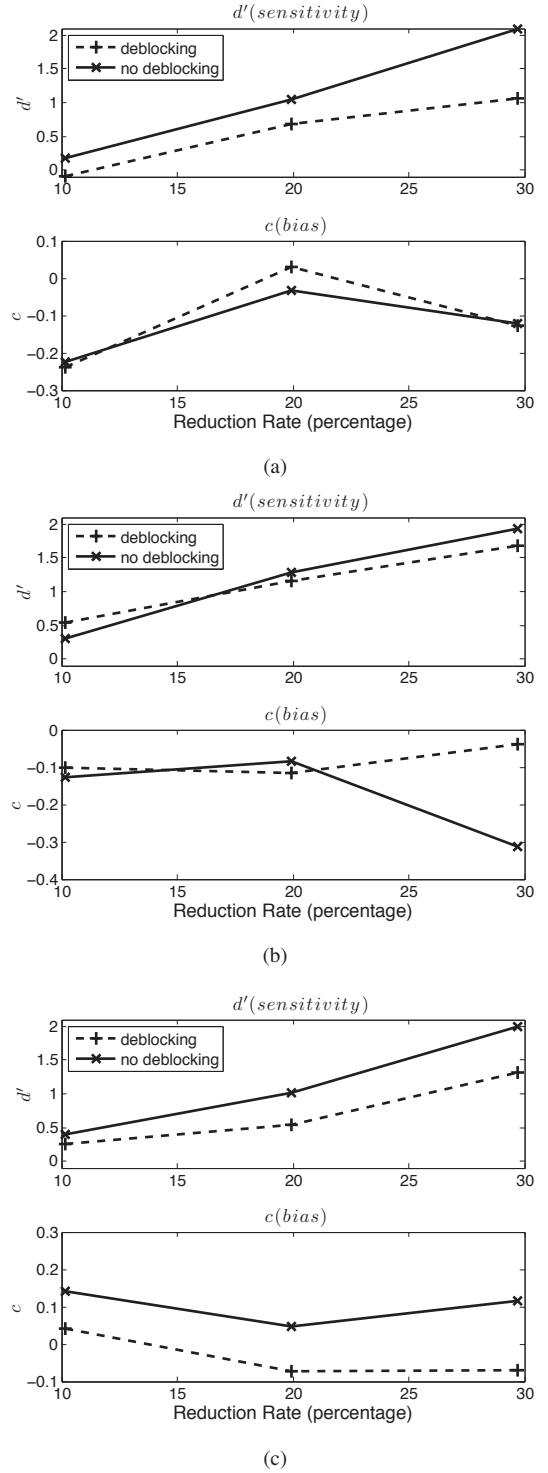 d′(sensitivity)
2
1.5
1
0.5
0
d′
deblocking
no deblocking
10 15 20 25 30
c(bias)
0.1
0
−0.1
−0.2
−0.3
c
10 15 20 25 30
Reduction Rate (percentage)
(a)
d′(sensitivity)
2
1.5
1
0.5
0
d′
deblocking
no deblocking
10 15 20 25 30
c(bias)
0
−0.1
−0.2
−0.3
−0.4
c
10 15 20 25 30
Reduction Rate (percentage)
(b)
d′(sensitivity)
2
1.5
1
0.5
0
d′
deblocking
no deblocking
10 15 20 25 30
c(bias)
0.3
0.2
0.1
0
−0.1
c
10 15 20 25 30
Reduction Rate (percentage)
(c)